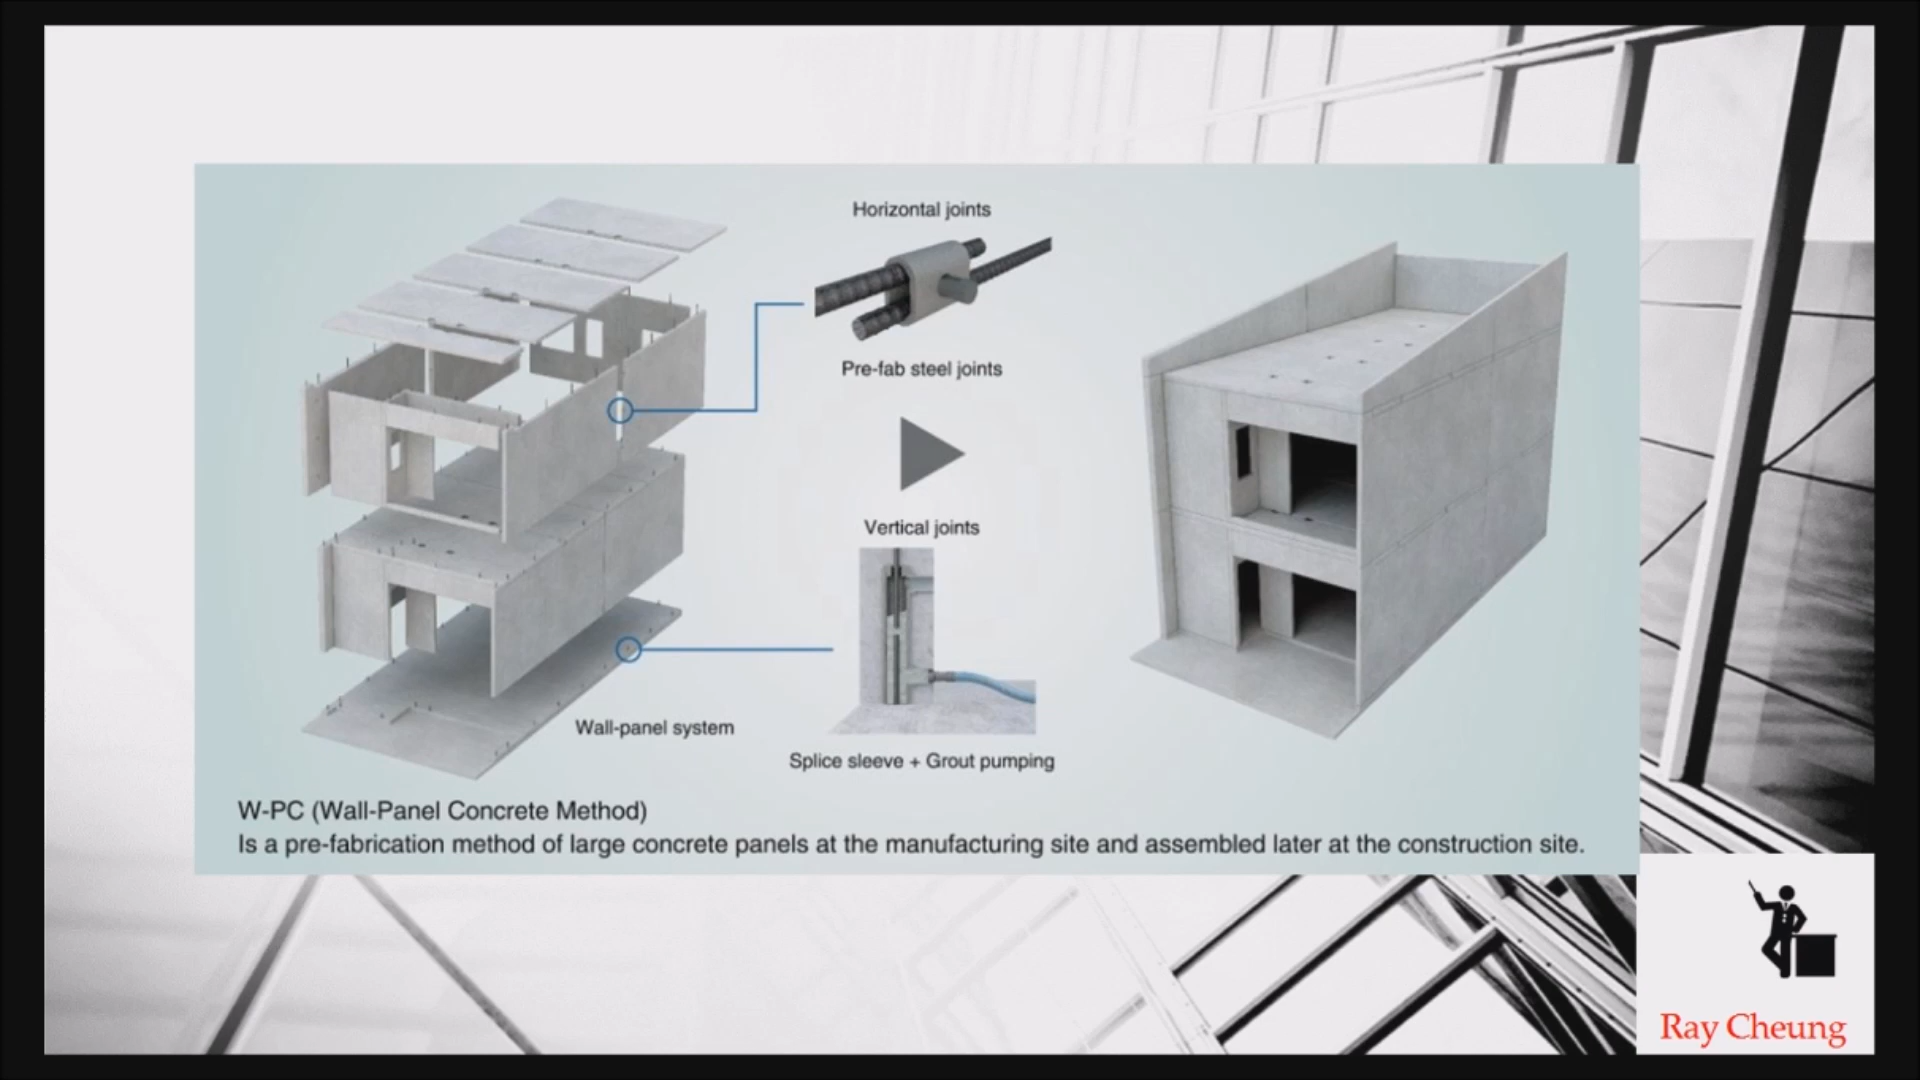 Horizontal joints
Pre-fab steel joints
Vertical joints
Wall-panel system
Splice sleeve + Grout pumping
W-PC (Wall-Panel Concrete Method)
Is a pre-fabrication method of large concrete panels at the manufacturing site and assembled later at the construction site.
Ray Cheung